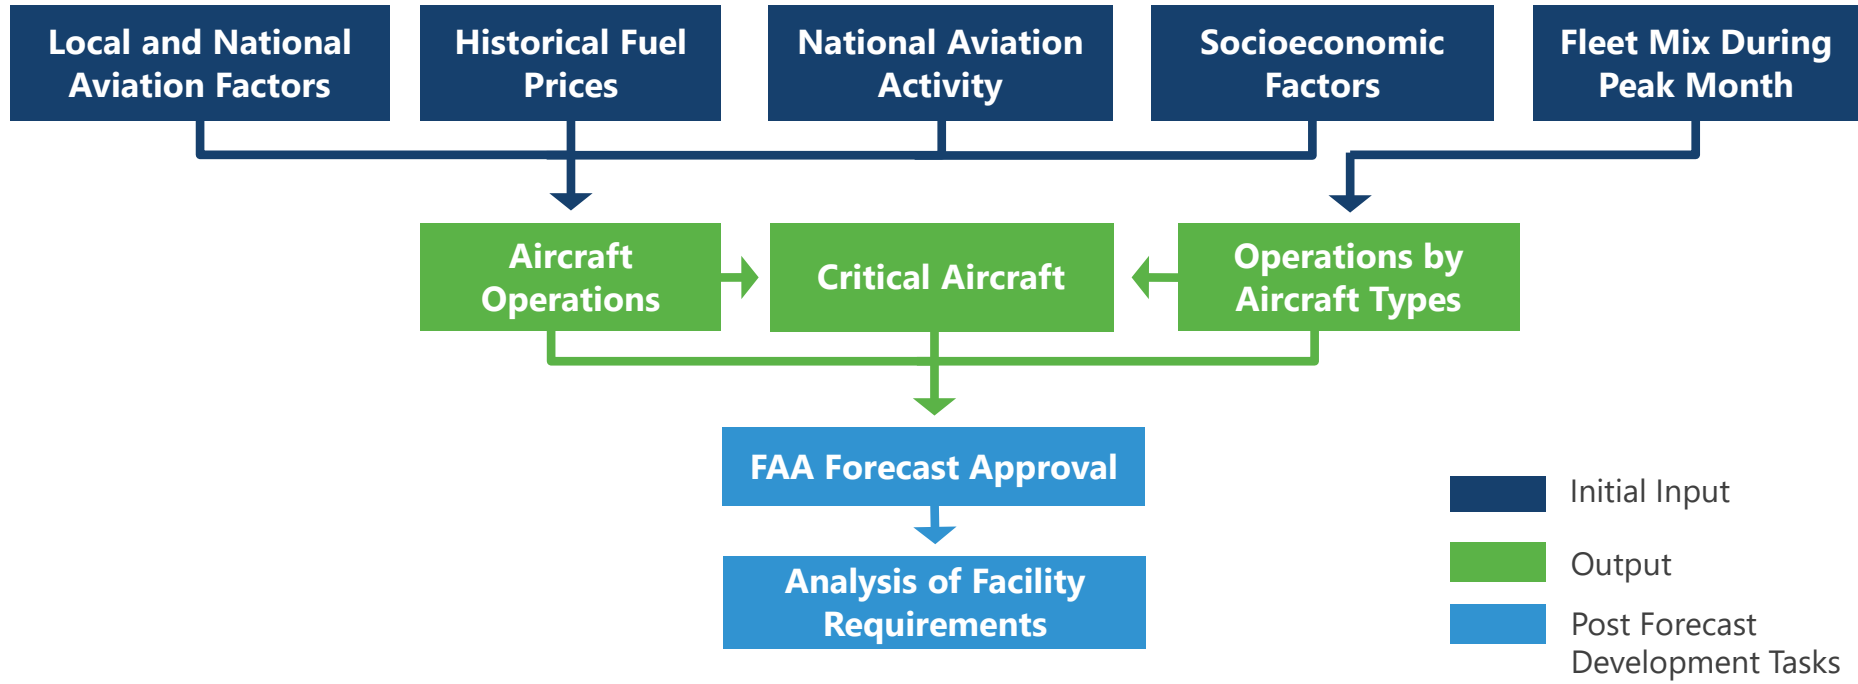 Local and National
Aviation Factors
Historical Fuel
Prices
National Aviation
Activity
Socioeconomic
Factors
Fleet Mix During
Peak Month
Aircraft
Operations
Critical Aircraft
Operations by
Aircraft Types
FAA Forecast Approval
Analysis of Facility
Requirements
Initial Input
Output
Post Forecast
Development Tasks